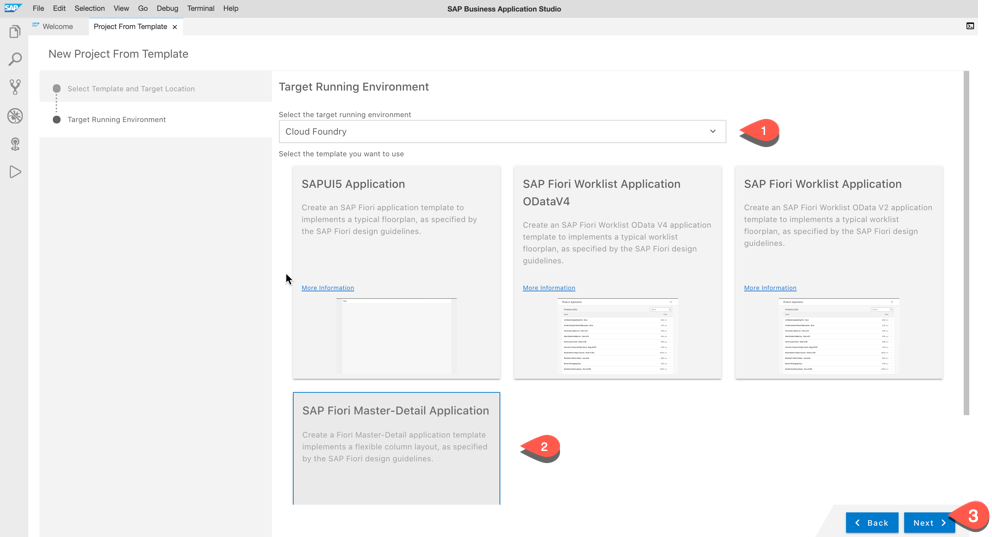 SAP File Edit Selection View Go Debug Terminal Help SAP Business Application Studio
SAP Welcome Project From Template ×
New Project From Template
Select Template and Target Location
Target Running Environment
Target Running Environment
Select the target running environment
Cloud Foundry
1
Select the template you want to use
SAPUI5 Application
Create an SAP Fiori application template to
implements a typical floorplan, as specified by
the SAP Fiori design guidelines.
More Information
SAP Fiori Worklist Application
ODataV4
Create an SAP Fiori Worklist OData V4 application
template to implements a typical worklist
floorplan, as specified by the SAP Fiori design
guidelines.
More Information
SAP Fiori Worklist Application
Create an SAP Fiori Worklist OData V2 application
template to implements a typical worklist
floorplan, as specified by the SAP Fiori design
guidelines.
More Information
SAP Fiori Master-Detail Application
Create a Fiori Master-Detail application template
implements a flexible column layout, as specified
by the SAP Fiori design guidelines.
2
Back Next
3